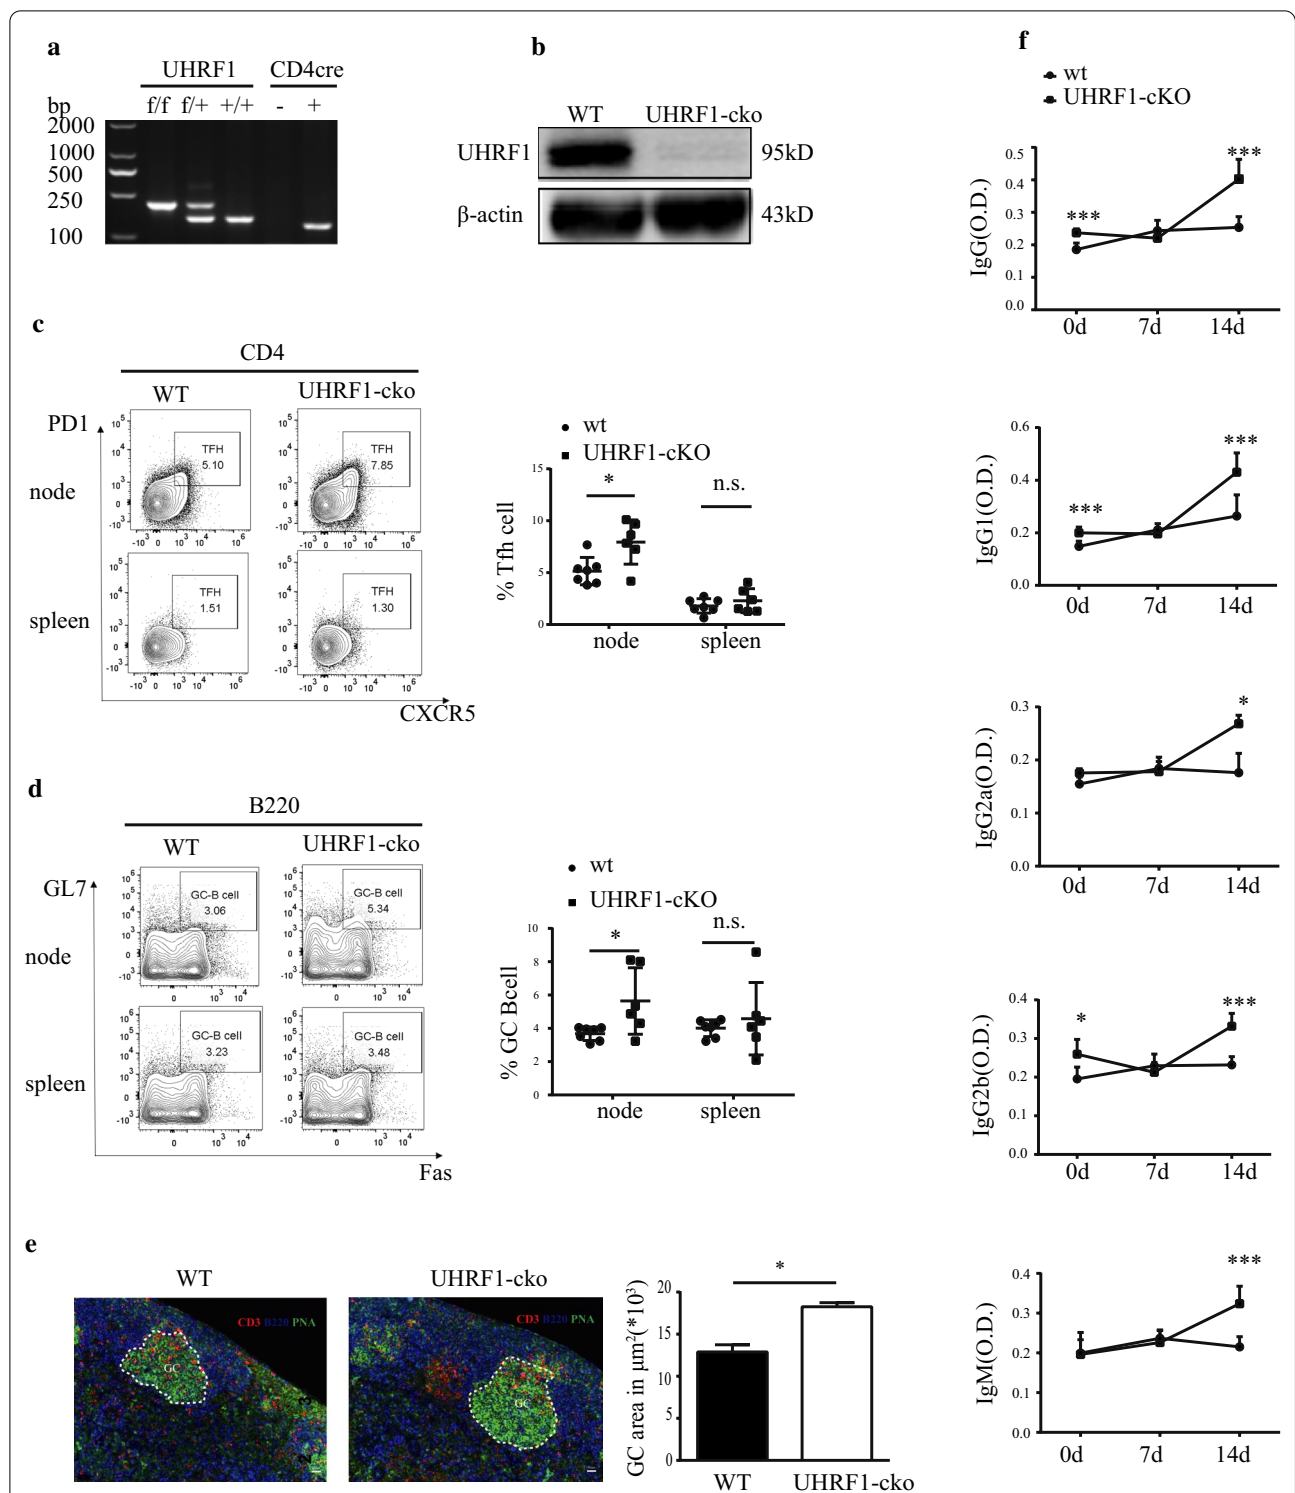 a
UHRF1 CD4cre
bp f/f f/+ +/+ - +
2000
1000
500
250
100
b
WT UHRF1-cko
UHRF1 95kD
β-actin 43kD
c
CD4
WT UHRF1-cko
PD1
node
TFH
5.10
TFH
7.85
spleen
TFH
1.51
TFH
1.30
CXCR5
wt
UHRF1-cKO
% Tfh cell
15
10
5
0
* n.s.
node spleen
d
B220
WT UHRF1-cko
GL7
node
GC-B cell
3.06
GC-B cell
5.34
spleen
GC-B cell
3.23
GC-B cell
3.48
Fas
wt
UHRF1-cKO
% GC Bcell
10
8
6
4
2
0
* n.s.
node spleen
e
WT UHRF1-cko
CD3 B220 PNA
GC
CD3 B220 PNA
GC
GC area in μm²(*10³)
20
15
10
5
0
*
WT UHRF1-cko
f
wt
UHRF1-cKO
IgG(O.D.)
0.5
0.4
0.3
0.2
0.1
0.0
*** ***
0d 7d 14d
IgG1(O.D.)
0.6
0.4
0.2
0.0
*** ***
0d 7d 14d
IgG2a(O.D.)
0.3
0.2
0.1
0.0
*
0d 7d 14d
IgG2b(O.D.)
0.4
0.3
0.2
0.1
0.0
* ***
0d 7d 14d
IgM(O.D.)
0.4
0.3
0.2
0.1
0.0
***
0d 7d 14d